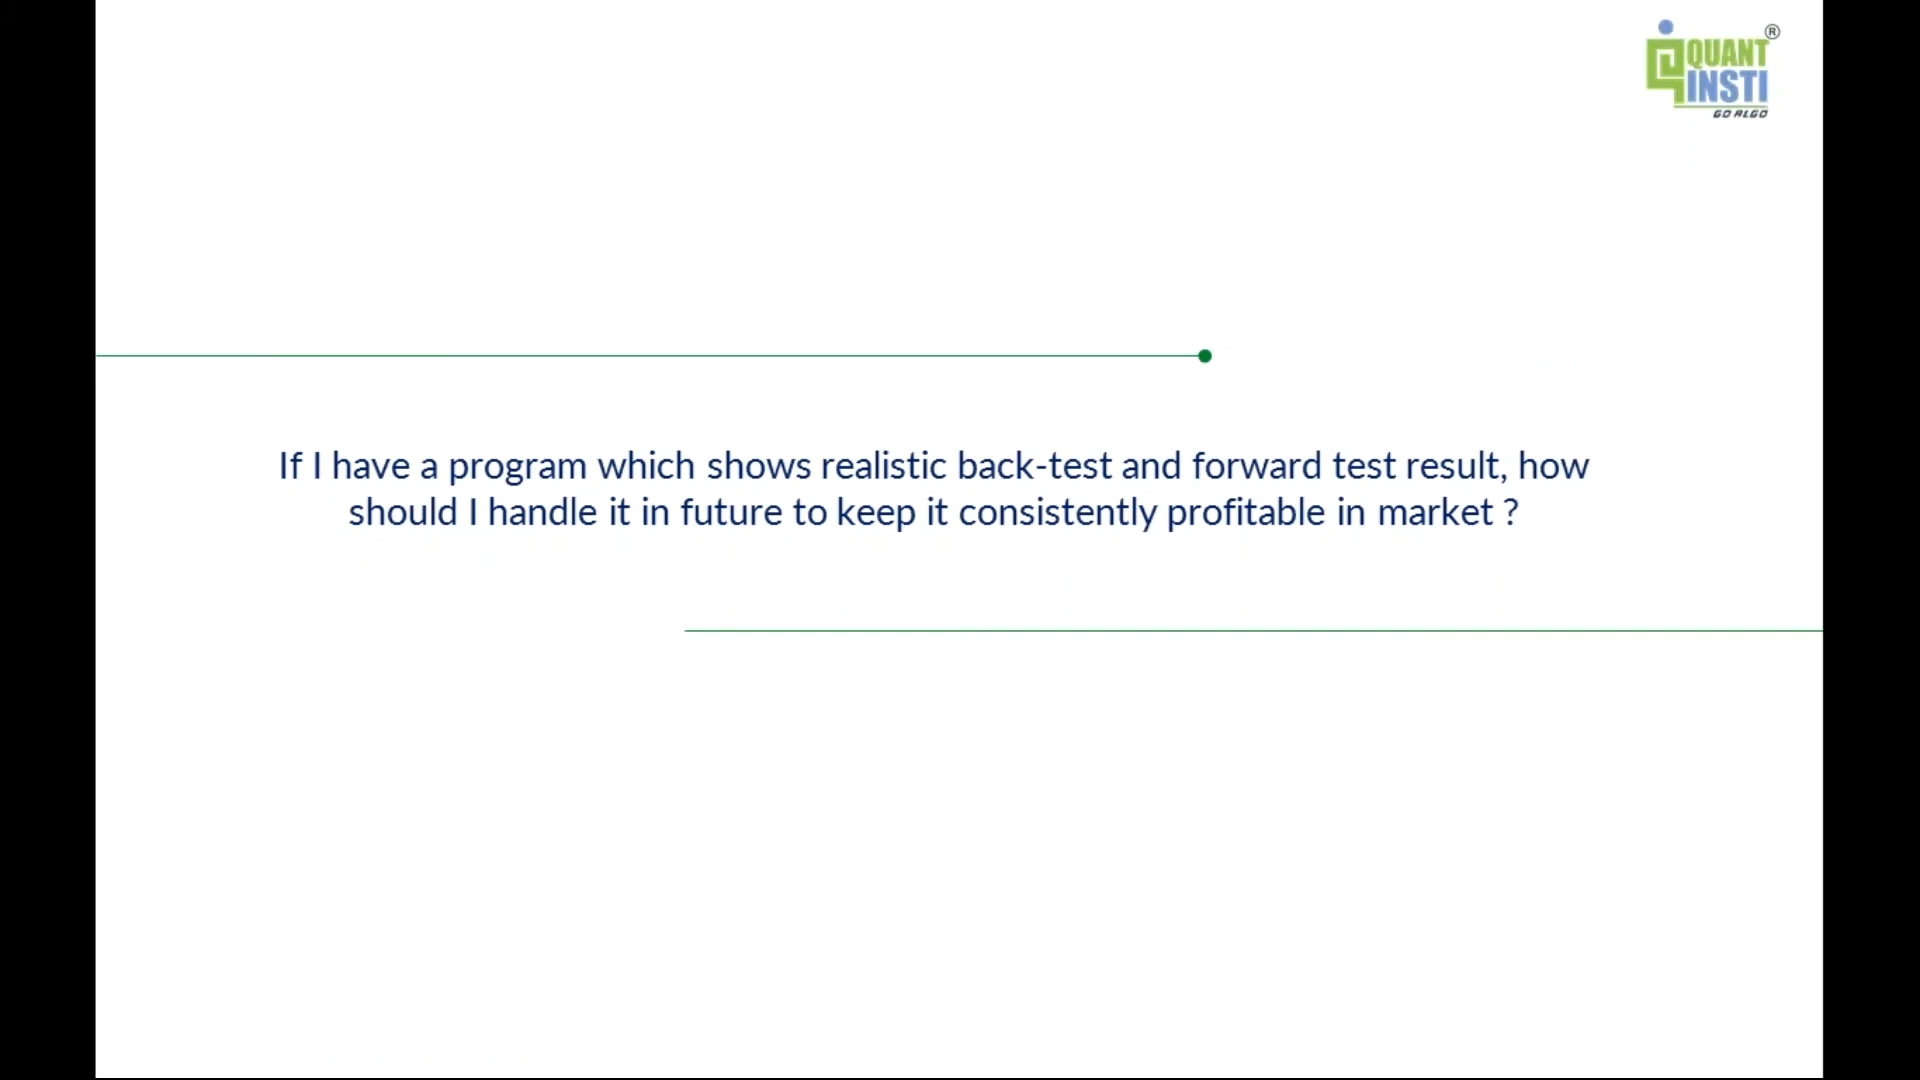 QUANT®
INSTI
GO ALGO
If I have a program which shows realistic back-test and forward test result, how
should I handle it in future to keep it consistently profitable in market ?